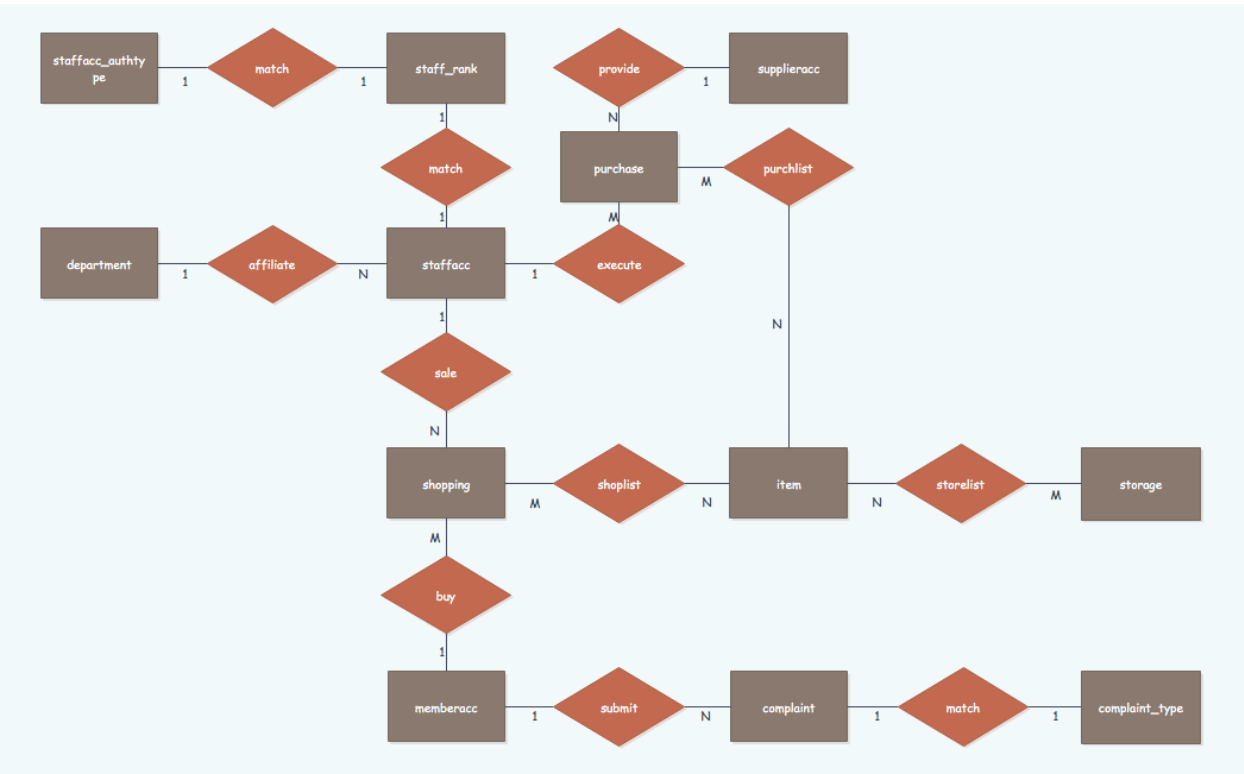 staffacc_authty
pe
1
match
1
staff_rank
provide
1
supplieracc
1
N
match
purchase
M
purchlist
1
M
department
1
affiliate
N
staffacc
1
execute
1
N
sale
N
shopping
M
shoplist
N
item
N
storelist
M
storage
M
buy
1
memberacc
1
submit
N
complaint
1
match
1
complaint_type